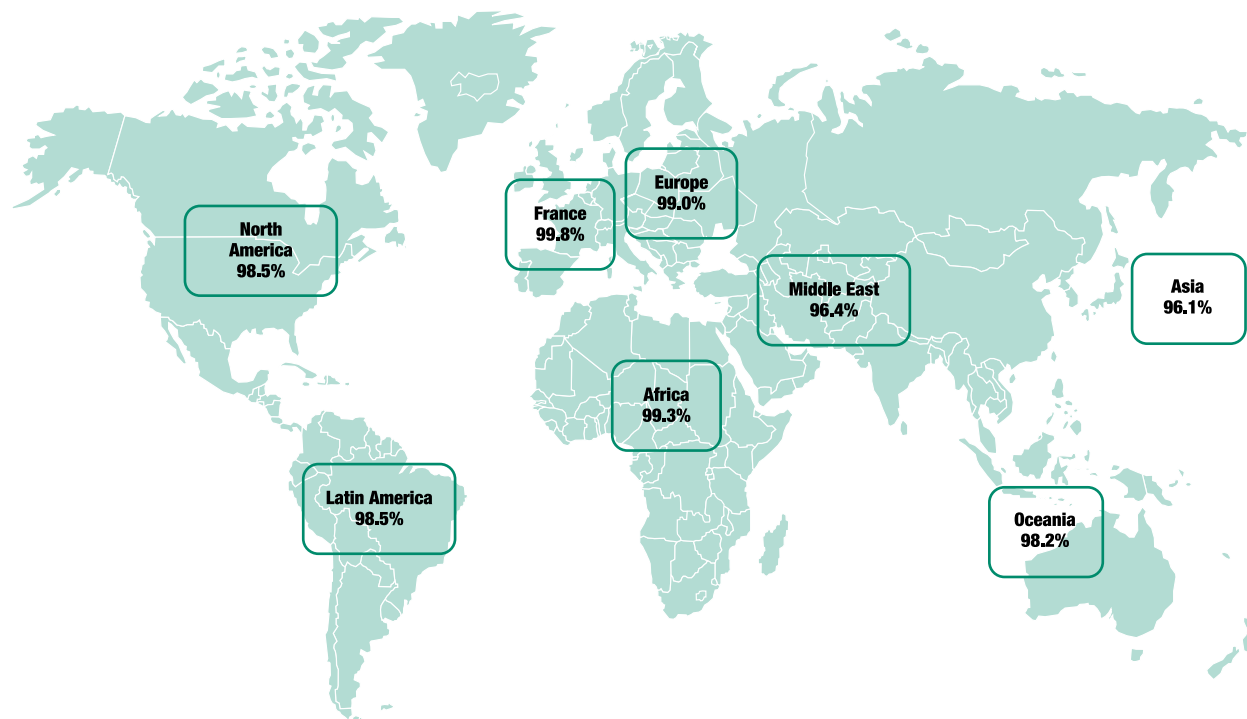 Europe
99.0%
France
99.8%
North
America
98.5%
Middle East
96.4%
Asia
96.1%
Africa
99.3%
Latin America
98.5%
Oceania
98.2%